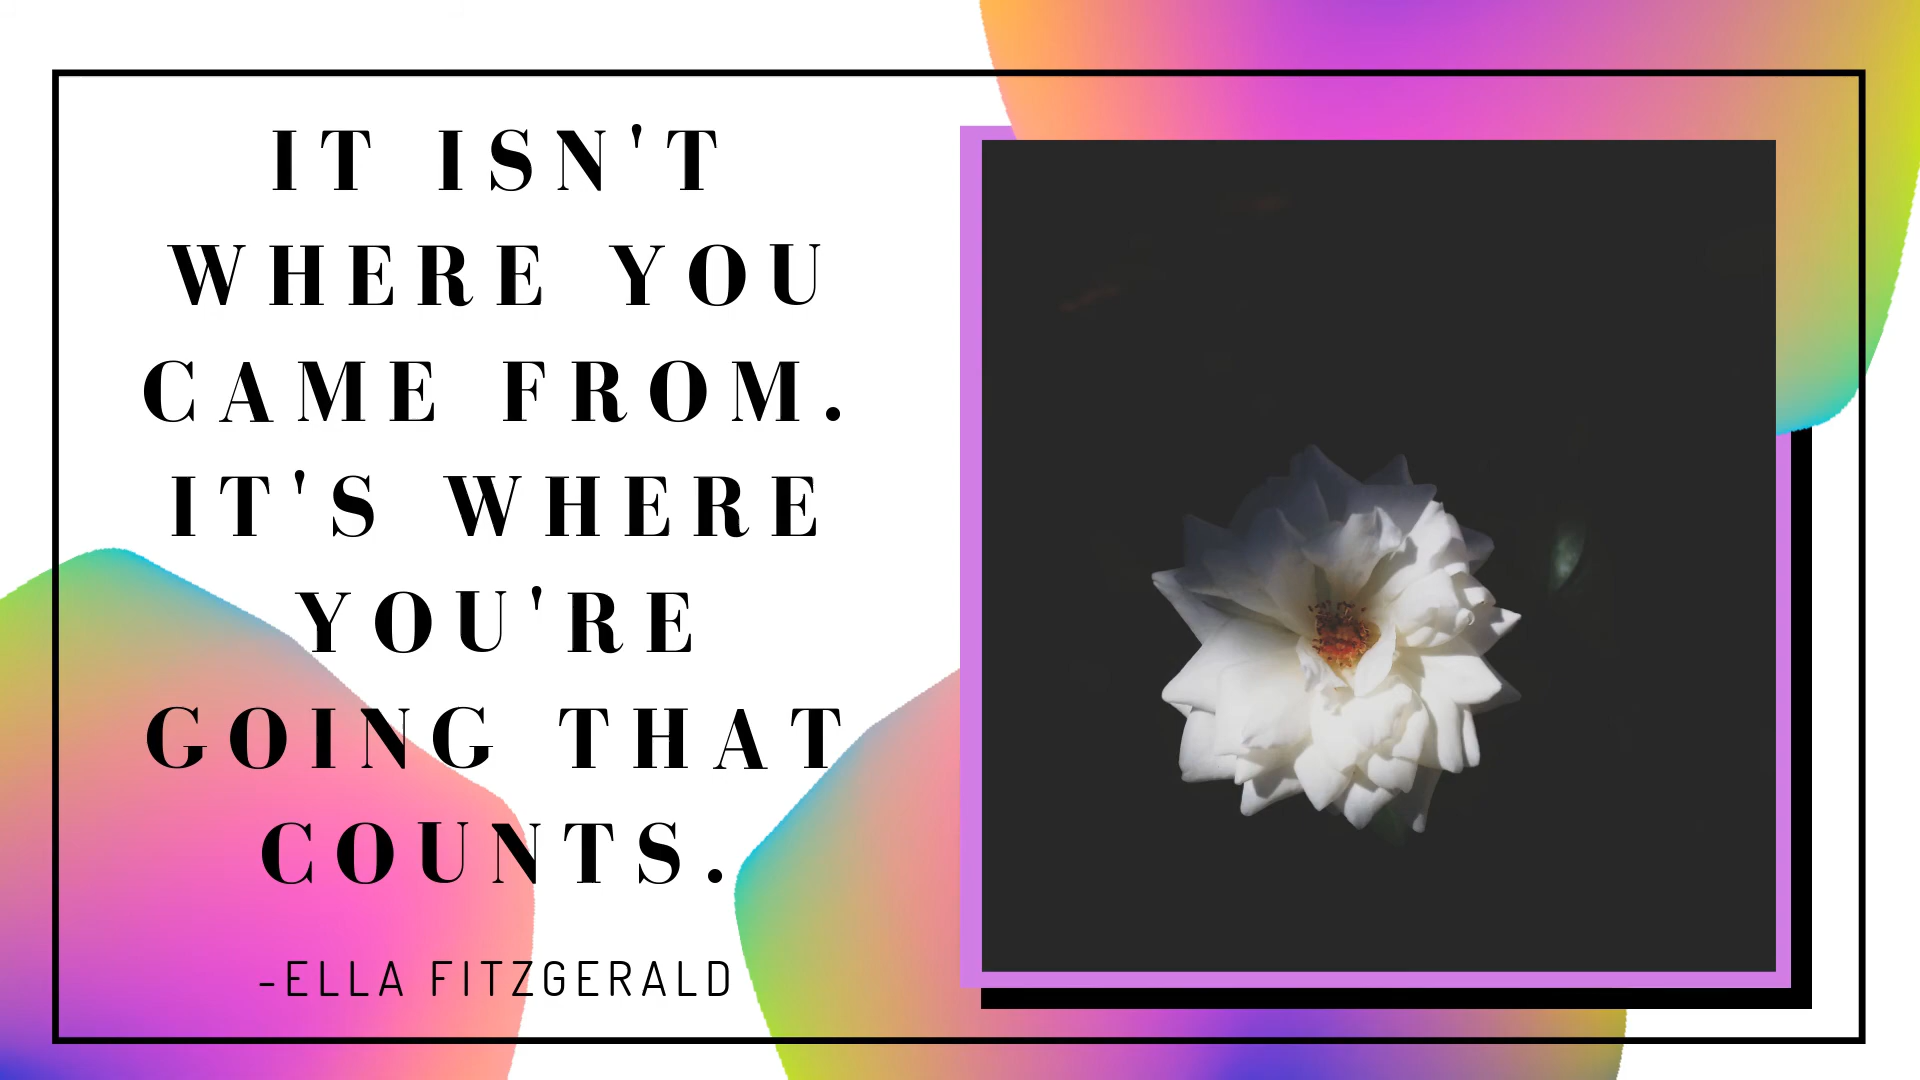 IT ISN'T
WHERE YOU
CAME FROM.
IT'S WHERE
YOU'RE
GOING THAT
COUNTS.
-ELLA FITZGERALD